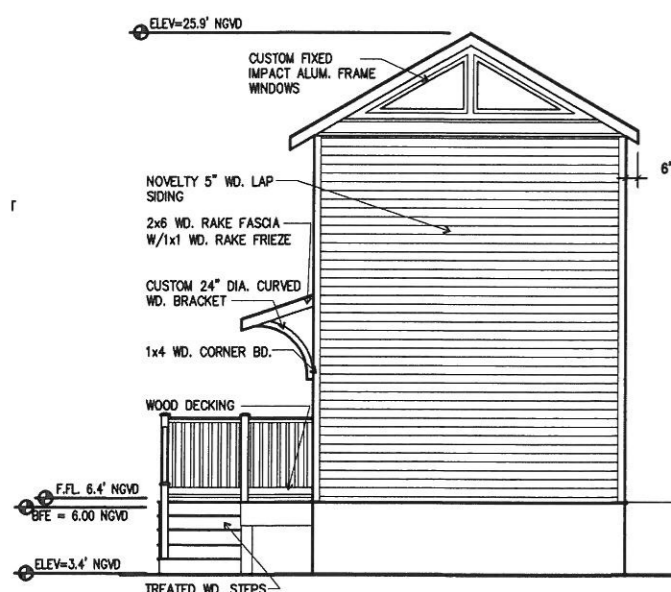 ELEV=25.9' NGVD
CUSTOM FIXED
IMPACT ALUM. FRAME
WINDOWS
6"
NOVELTY 5" WD. LAP
SIDING
2x6 WD. RAKE FASCIA
W/1x1 WD. RAKE FRIEZE
CUSTOM 24" DIA. CURVED
WD. BRACKET
1x4 WD. CORNER BD.
WOOD DECKING
F.FL. 6.4' NGVD
BFE = 6.00 NGVD
ELEV=3.4' NGVD
TREATED WD. STEPS